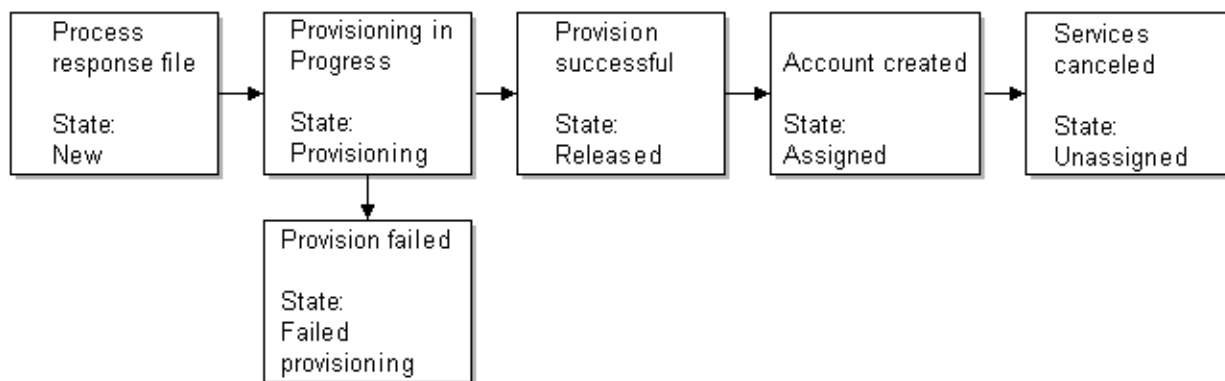 Process
response file
State:
New
Provisioning in
Progress
State:
Provisioning
Provision
successful
State:
Released
Account created
State:
Assigned
Services
canceled
State:
Unassigned
Provision failed
State:
Failed
provisioning